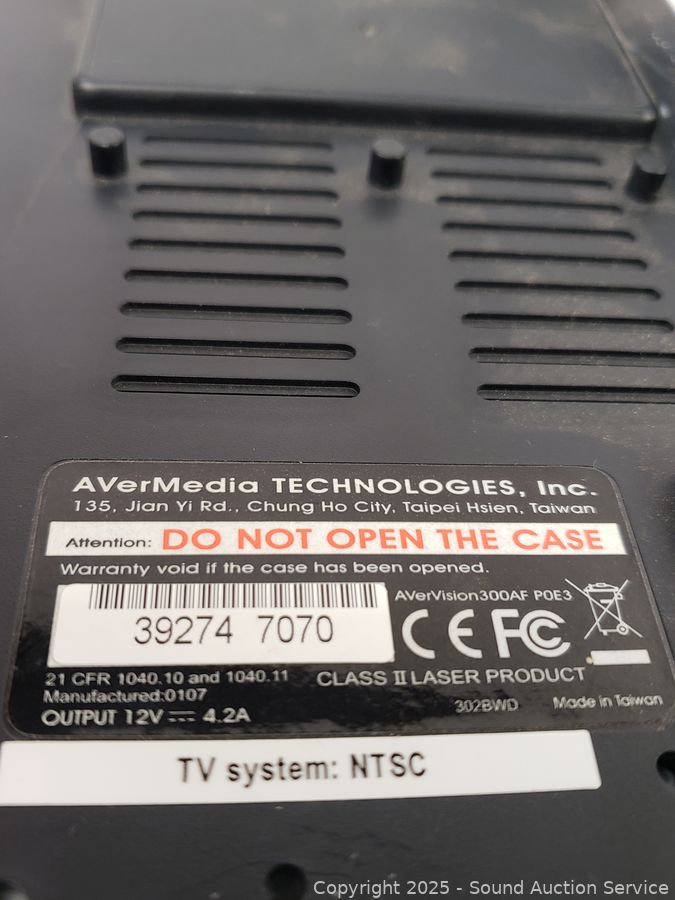 AVerMedia TECHNOLOGIES, Inc.
135, Jian Yi Rd., Chung Ho City, Taipei Hsien, Taiwan
Attention: DO NOT OPEN THE CASE
Warranty void if the case has been opened.
AVerVision300AF P0E3
39274 7070
CE FC
21 CFR 1040.10 and 1040.11
CLASS II LASER PRODUCT
Manufactured:0107
OUTPUT 12V ⎓ 4.2A
302BWD
Made in Taiwan
TV system: NTSC
Copyright 2025 - Sound Auction Service